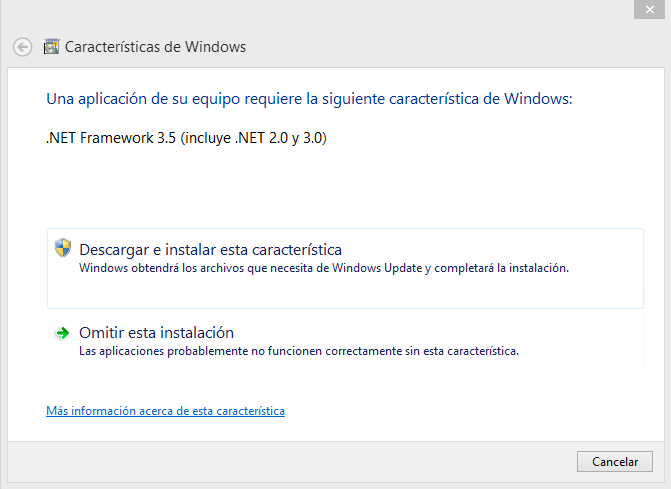 Características de Windows
Una aplicación de su equipo requiere la siguiente característica de Windows:
.NET Framework 3.5 (incluye .NET 2.0 y 3.0)
Descargar e instalar esta característica
Windows obtendrá los archivos que necesita de Windows Update y completará la instalación.
Omitir esta instalación
Las aplicaciones probablemente no funcionen correctamente sin esta característica.
Más información acerca de esta característica
Cancelar